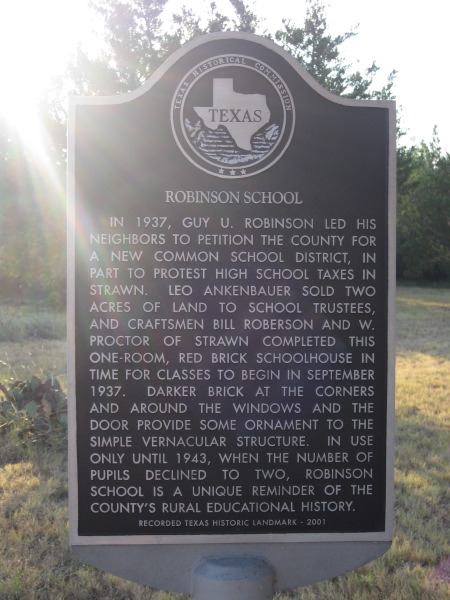 TEXAS HISTORICAL COMMISSION
TEXAS
ROBINSON SCHOOL
IN 1937, GUY U. ROBINSON LED HIS
NEIGHBORS TO PETITION THE COUNTY FOR
A NEW COMMON SCHOOL DISTRICT, IN
PART TO PROTEST HIGH SCHOOL TAXES IN
STRAWN. LEO ANKENBAUER SOLD TWO
ACRES OF LAND TO SCHOOL TRUSTEES,
AND CRAFTSMEN BILL ROBERSON AND W.
PROCTOR OF STRAWN COMPLETED THIS
ONE-ROOM, RED BRICK SCHOOLHOUSE IN
TIME FOR CLASSES TO BEGIN IN SEPTEMBER
1937. DARKER BRICK AT THE CORNERS
AND AROUND THE WINDOWS AND THE
DOOR PROVIDE SOME ORNAMENT TO THE
SIMPLE VERNACULAR STRUCTURE. IN USE
ONLY UNTIL 1943, WHEN THE NUMBER OF
PUPILS DECLINED TO TWO, ROBINSON
SCHOOL IS A UNIQUE REMINDER OF THE
COUNTY'S RURAL EDUCATIONAL HISTORY.
RECORDED TEXAS HISTORIC LANDMARK - 2001